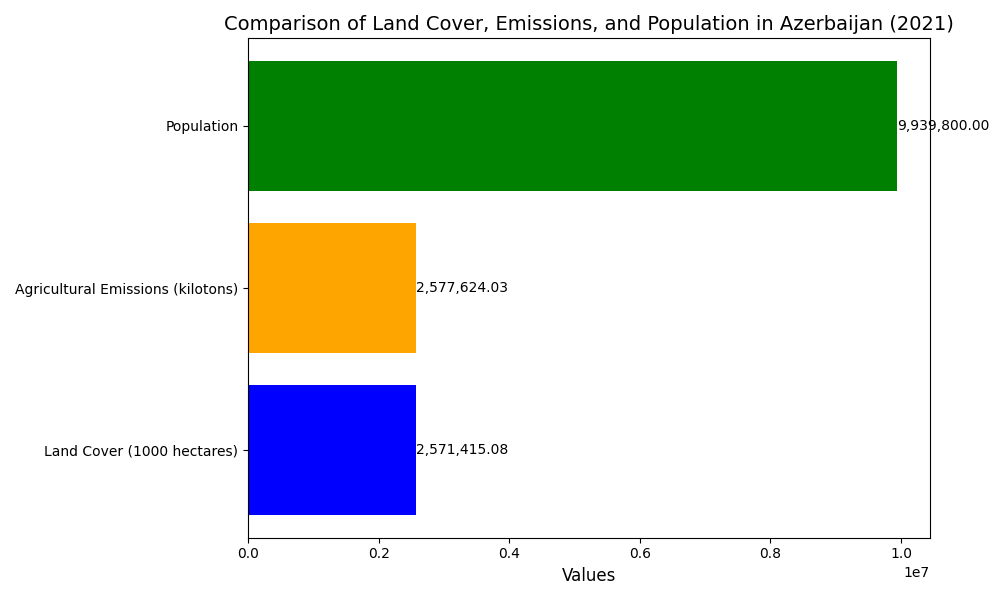 Comparison of Land Cover, Emissions, and Population in Azerbaijan (2021)
Population
9,939,800.00
Agricultural Emissions (kilotons)
2,577,624.03
Land Cover (1000 hectares)
2,571,415.08
0.0 0.2 0.4 0.6 0.8 1.0
1e7
Values